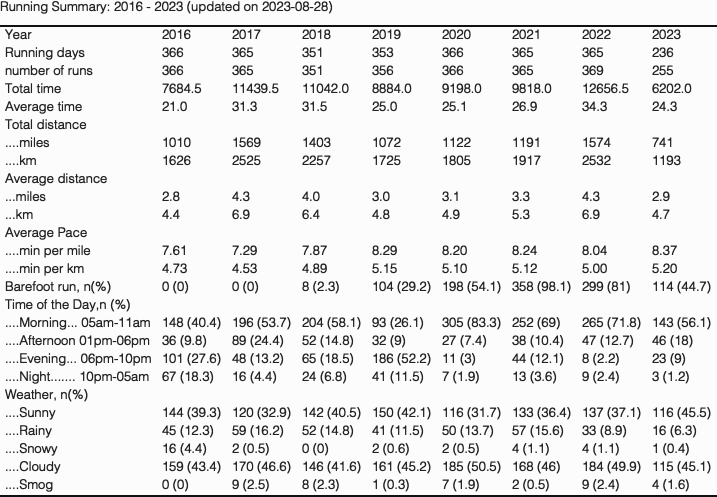 Running Summary: 2016 - 2023 (updated on 2023-08-28)
Year 2016 2017 2018 2019 2020 2021 2022 2023
Running days 366 365 351 353 366 365 365 236
number of runs 366 365 351 356 366 365 369 255
Total time 7684.5 11439.5 11042.0 8884.0 9198.0 9818.0 12656.5 6202.0
Average time 21.0 31.3 31.5 25.0 25.1 26.9 34.3 24.3
Total distance
....miles 1010 1569 1403 1072 1122 1191 1574 741
....km 1626 2525 2257 1725 1805 1917 2532 1193
Average distance
...miles 2.8 4.3 4.0 3.0 3.1 3.3 4.3 2.9
...km 4.4 6.9 6.4 4.8 4.9 5.3 6.9 4.7
Average Pace
....min per mile 7.61 7.29 7.87 8.29 8.20 8.24 8.04 8.37
....min per km 4.73 4.53 4.89 5.15 5.10 5.12 5.00 5.20
Barefoot run, n(%) 0 (0) 0 (0) 8 (2.3) 104 (29.2) 198 (54.1) 358 (98.1) 299 (81) 114 (44.7)
Time of the Day,n (%)
....Morning... 05am-11am 148 (40.4) 196 (53.7) 204 (58.1) 93 (26.1) 305 (83.3) 252 (69) 265 (71.8) 143 (56.1)
....Afternoon 01pm-06pm 36 (9.8) 89 (24.4) 52 (14.8) 32 (9) 27 (7.4) 38 (10.4) 47 (12.7) 46 (18)
....Evening... 06pm-10pm 101 (27.6) 48 (13.2) 65 (18.5) 186 (52.2) 11 (3) 44 (12.1) 8 (2.2) 23 (9)
....Night....... 10pm-05am 67 (18.3) 16 (4.4) 24 (6.8) 41 (11.5) 7 (1.9) 13 (3.6) 9 (2.4) 3 (1.2)
Weather, n(%)
....Sunny 144 (39.3) 120 (32.9) 142 (40.5) 150 (42.1) 116 (31.7) 133 (36.4) 137 (37.1) 116 (45.5)
....Rainy 45 (12.3) 59 (16.2) 52 (14.8) 41 (11.5) 50 (13.7) 57 (15.6) 33 (8.9) 16 (6.3)
....Snowy 16 (4.4) 2 (0.5) 0 (0) 2 (0.6) 2 (0.5) 4 (1.1) 4 (1.1) 1 (0.4)
....Cloudy 159 (43.4) 170 (46.6) 146 (41.6) 161 (45.2) 185 (50.5) 168 (46) 184 (49.9) 115 (45.1)
....Smog 0 (0) 9 (2.5) 8 (2.3) 1 (0.3) 7 (1.9) 2 (0.5) 9 (2.4) 4 (1.6)